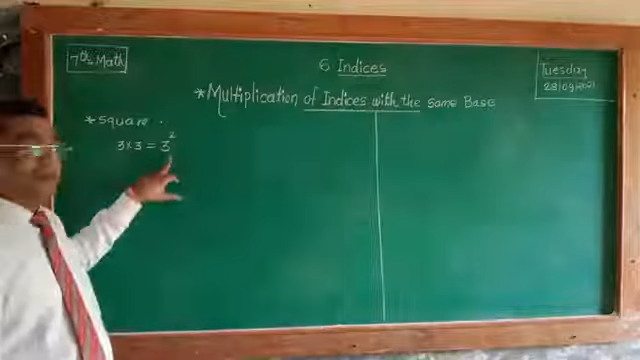 7th Math
6 Indices
Tuesday
28/09/2021
*Multiplication of Indices with the same Base
*Square.
3×3 = 3²